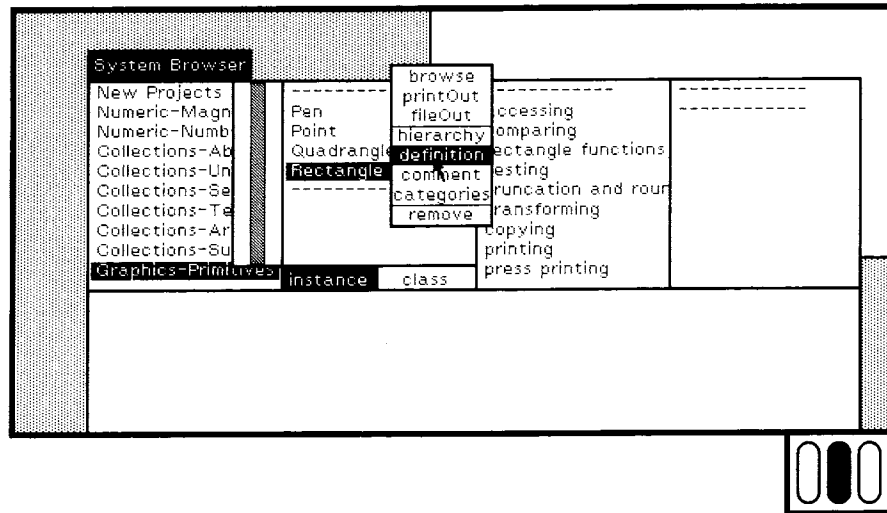 System Browser
New Projects
Numeric-Magn
Numeric-Numb
Collections-Ab
Collections-Un
Collections-Se
Collections-Te
Collections-Ar
Collections-Su
Graphics-Primitives
--------
Pen
Point
Quadrangle
Rectangle
--------
instance
class
browse
printOut
fileOut
hierarchy
definition
comment
categories
remove
------------
ccessing
omparing
ectangle functions
esting
runcation and roun
ransforming
copying
printing
press printing
------------
------------